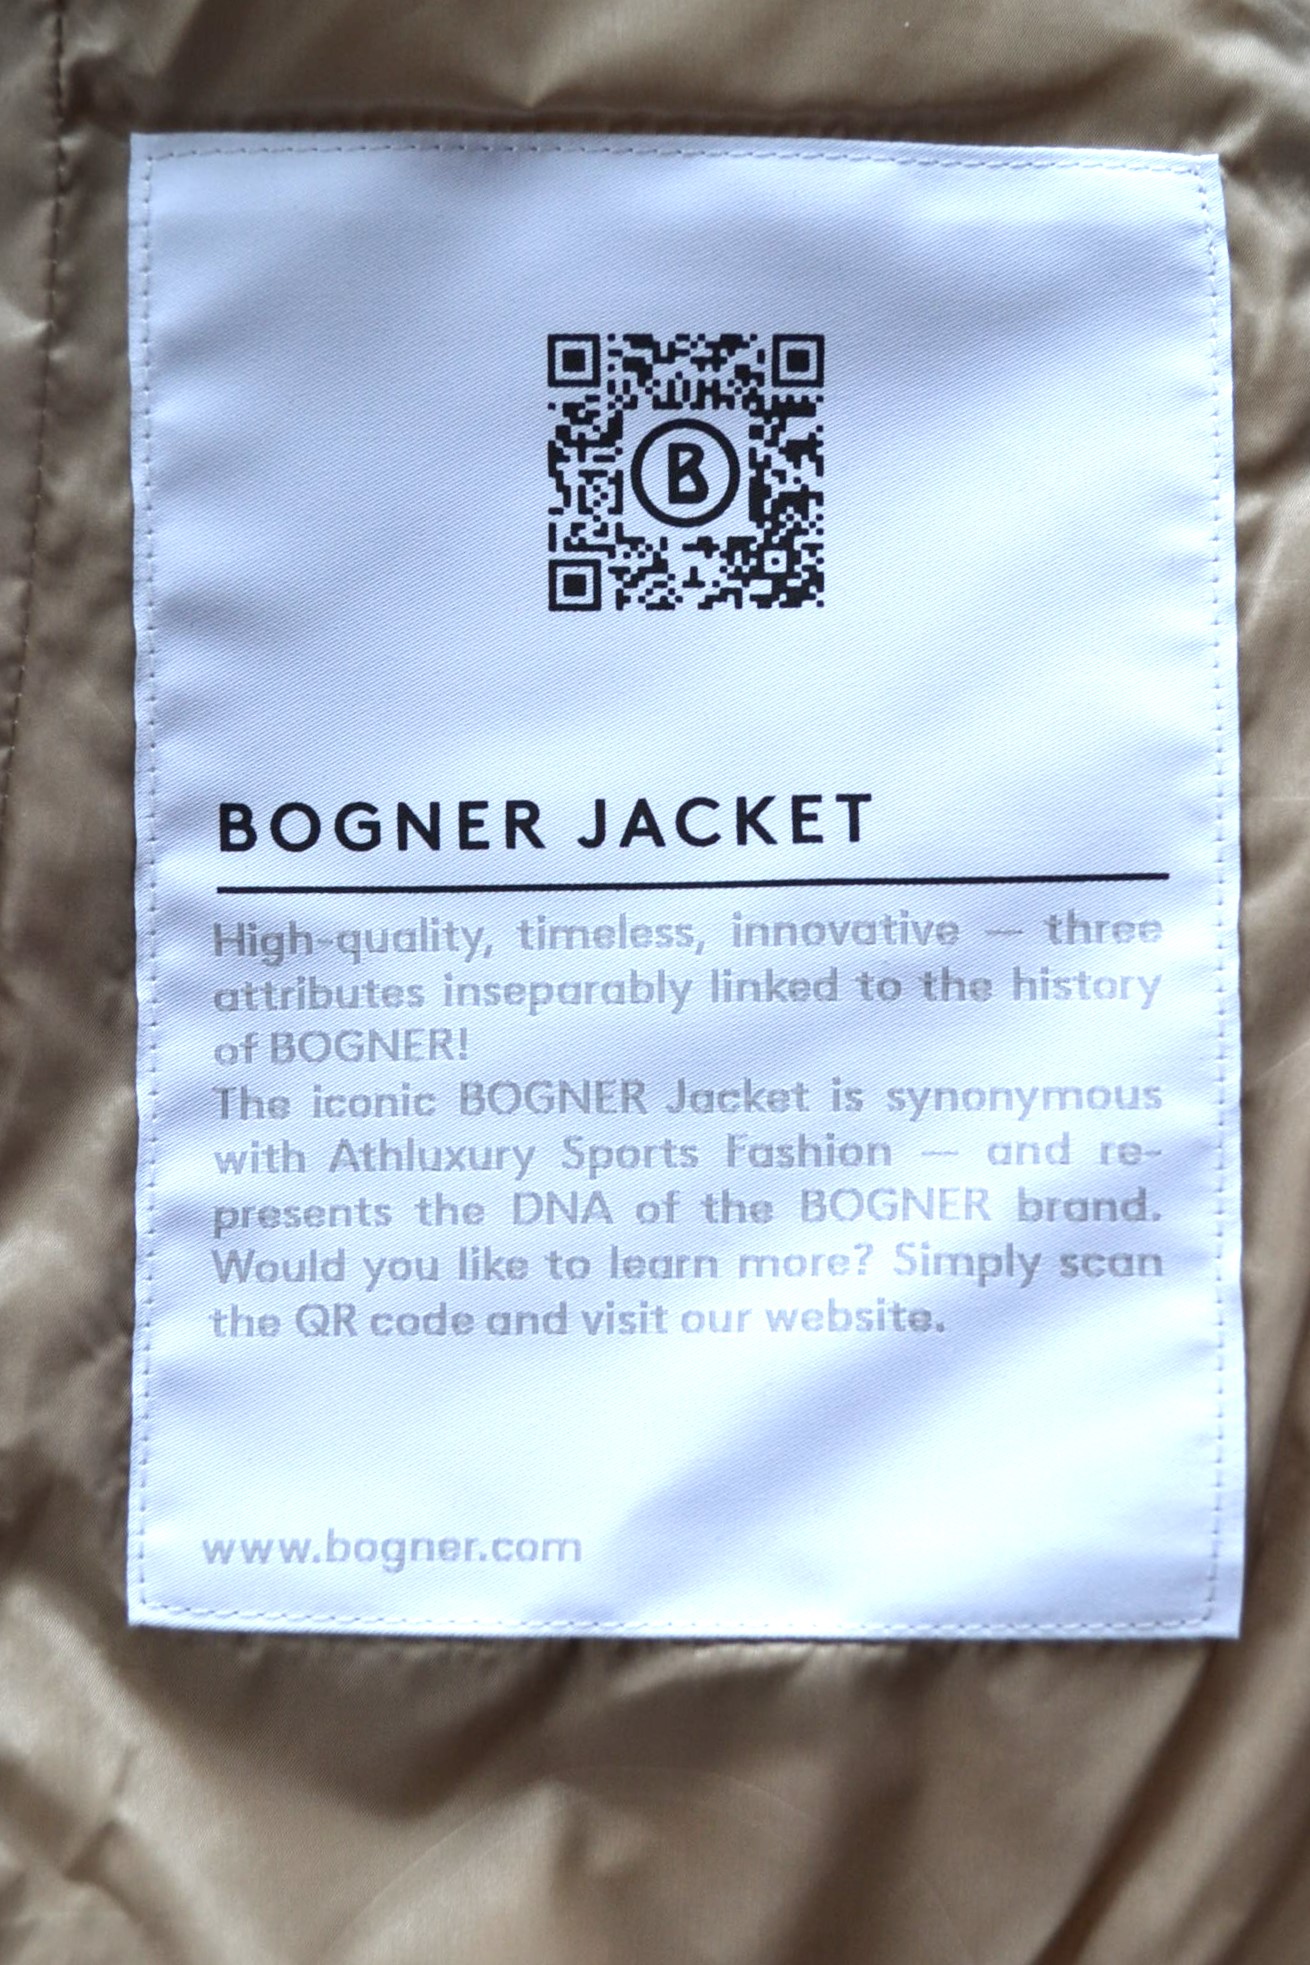 B
BOGNER JACKET
High-quality, timeless, innovative — three
attributes inseparably linked to the history
of BOGNER!
The iconic BOGNER Jacket is synonymous
with Athluxury Sports Fashion — and re-
presents the DNA of the BOGNER brand.
Would you like to learn more? Simply scan
the QR code and visit our website.
www.bogner.com